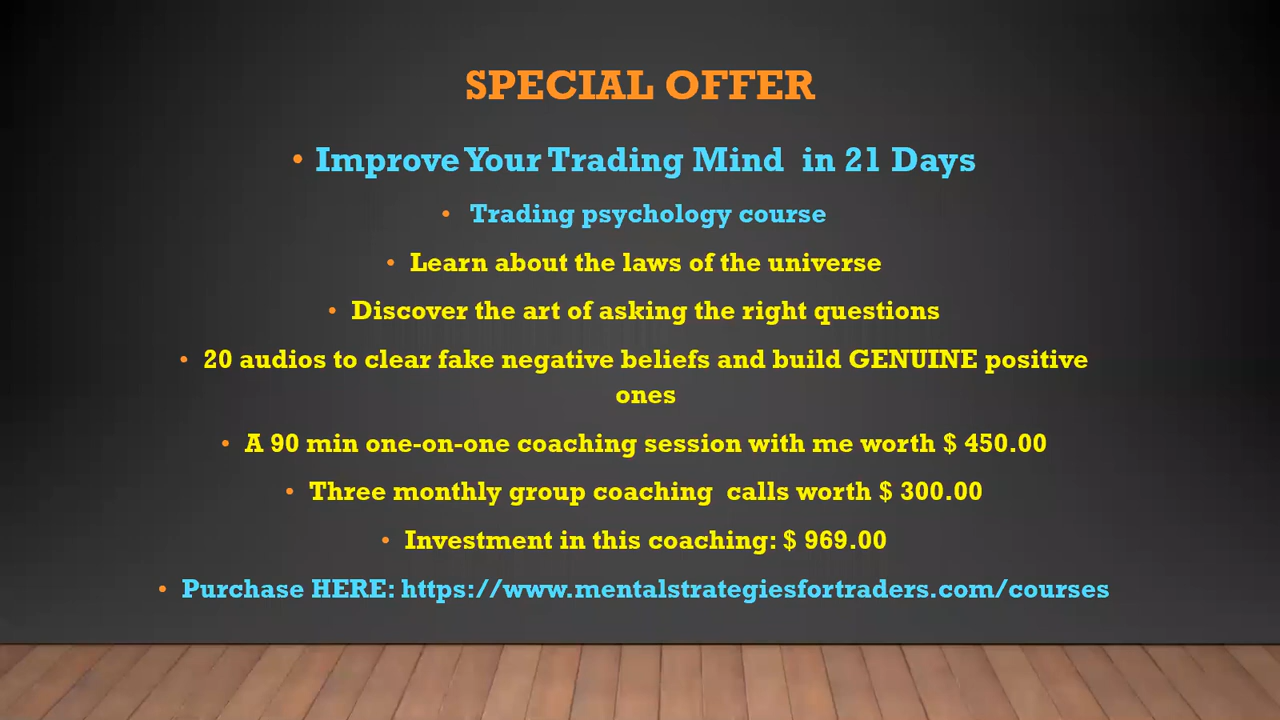 SPECIAL OFFER
• Improve Your Trading Mind in 21 Days
• Trading psychology course
• Learn about the laws of the universe
• Discover the art of asking the right questions
• 20 audios to clear fake negative beliefs and build GENUINE positive
ones
• A 90 min one-on-one coaching session with me worth $ 450.00
• Three monthly group coaching calls worth $ 300.00
• Investment in this coaching: $ 969.00
• Purchase HERE: https://www.mentalstrategiesfortraders.com/courses